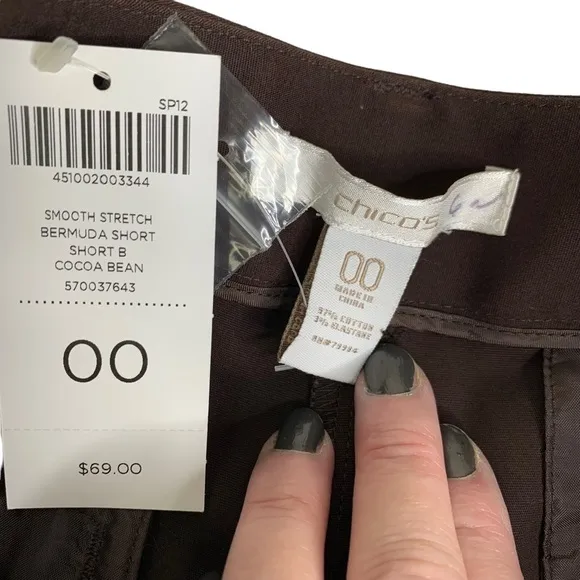 SP12
451002003344
SMOOTH STRETCH
BERMUDA SHORT
SHORT B
COCOA BEAN
570037643
00
$69.00
chico's
00
MADE IN
CHINA
97% COTTON
3% ELASTANE